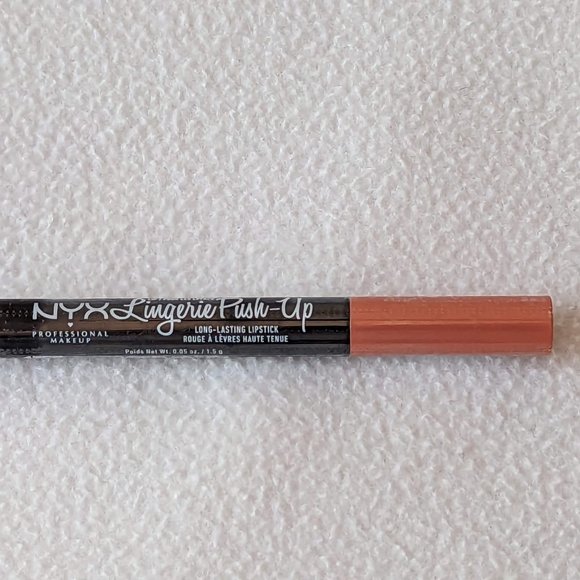 NYX
PROFESSIONAL
MAKEUP
Lingerie Push-Up
LONG-LASTING LIPSTICK
ROUGE À LÈVRES HAUTE TENUE
Poids Net Wt. 0.05 oz. / 1.5 g